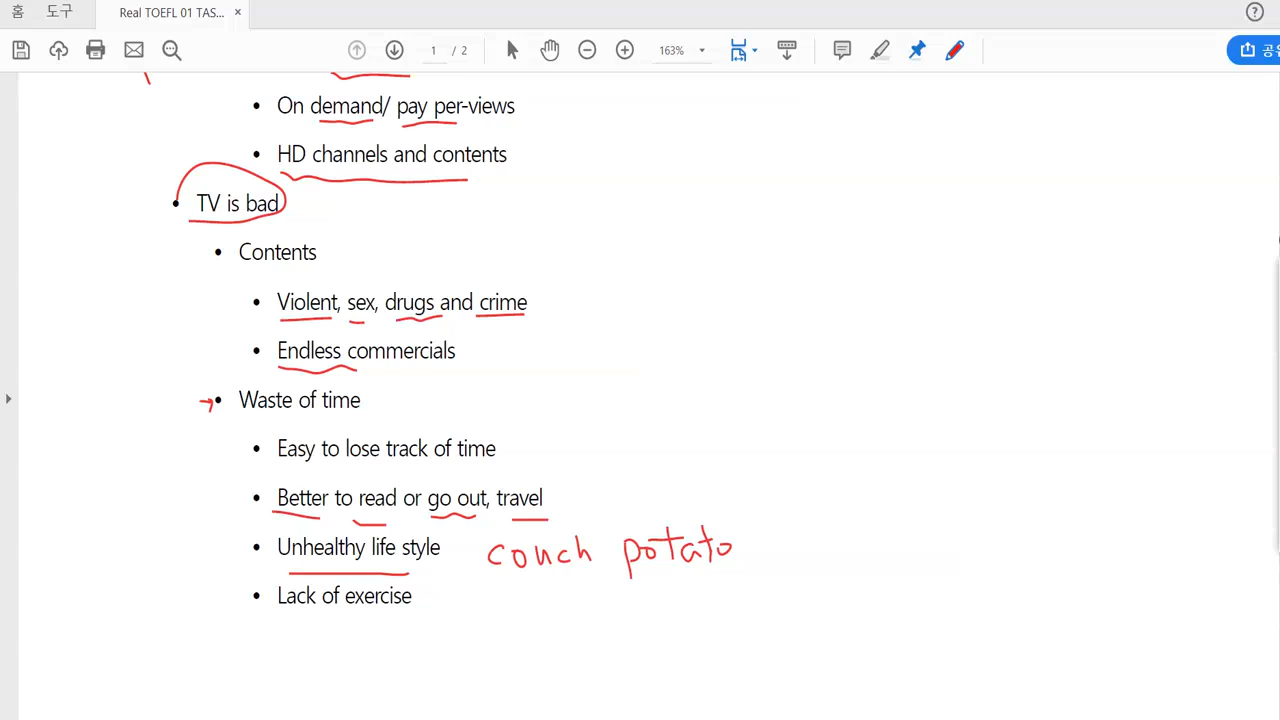 홈 도구 Real TOEFL 01 TAS... ×
1 / 2 163%
• On demand/ pay per-views
• HD channels and contents
• TV is bad
• Contents
• Violent, sex, drugs and crime
• Endless commercials
• Waste of time
• Easy to lose track of time
• Better to read or go out, travel
• Unhealthy life style couch potato
• Lack of exercise